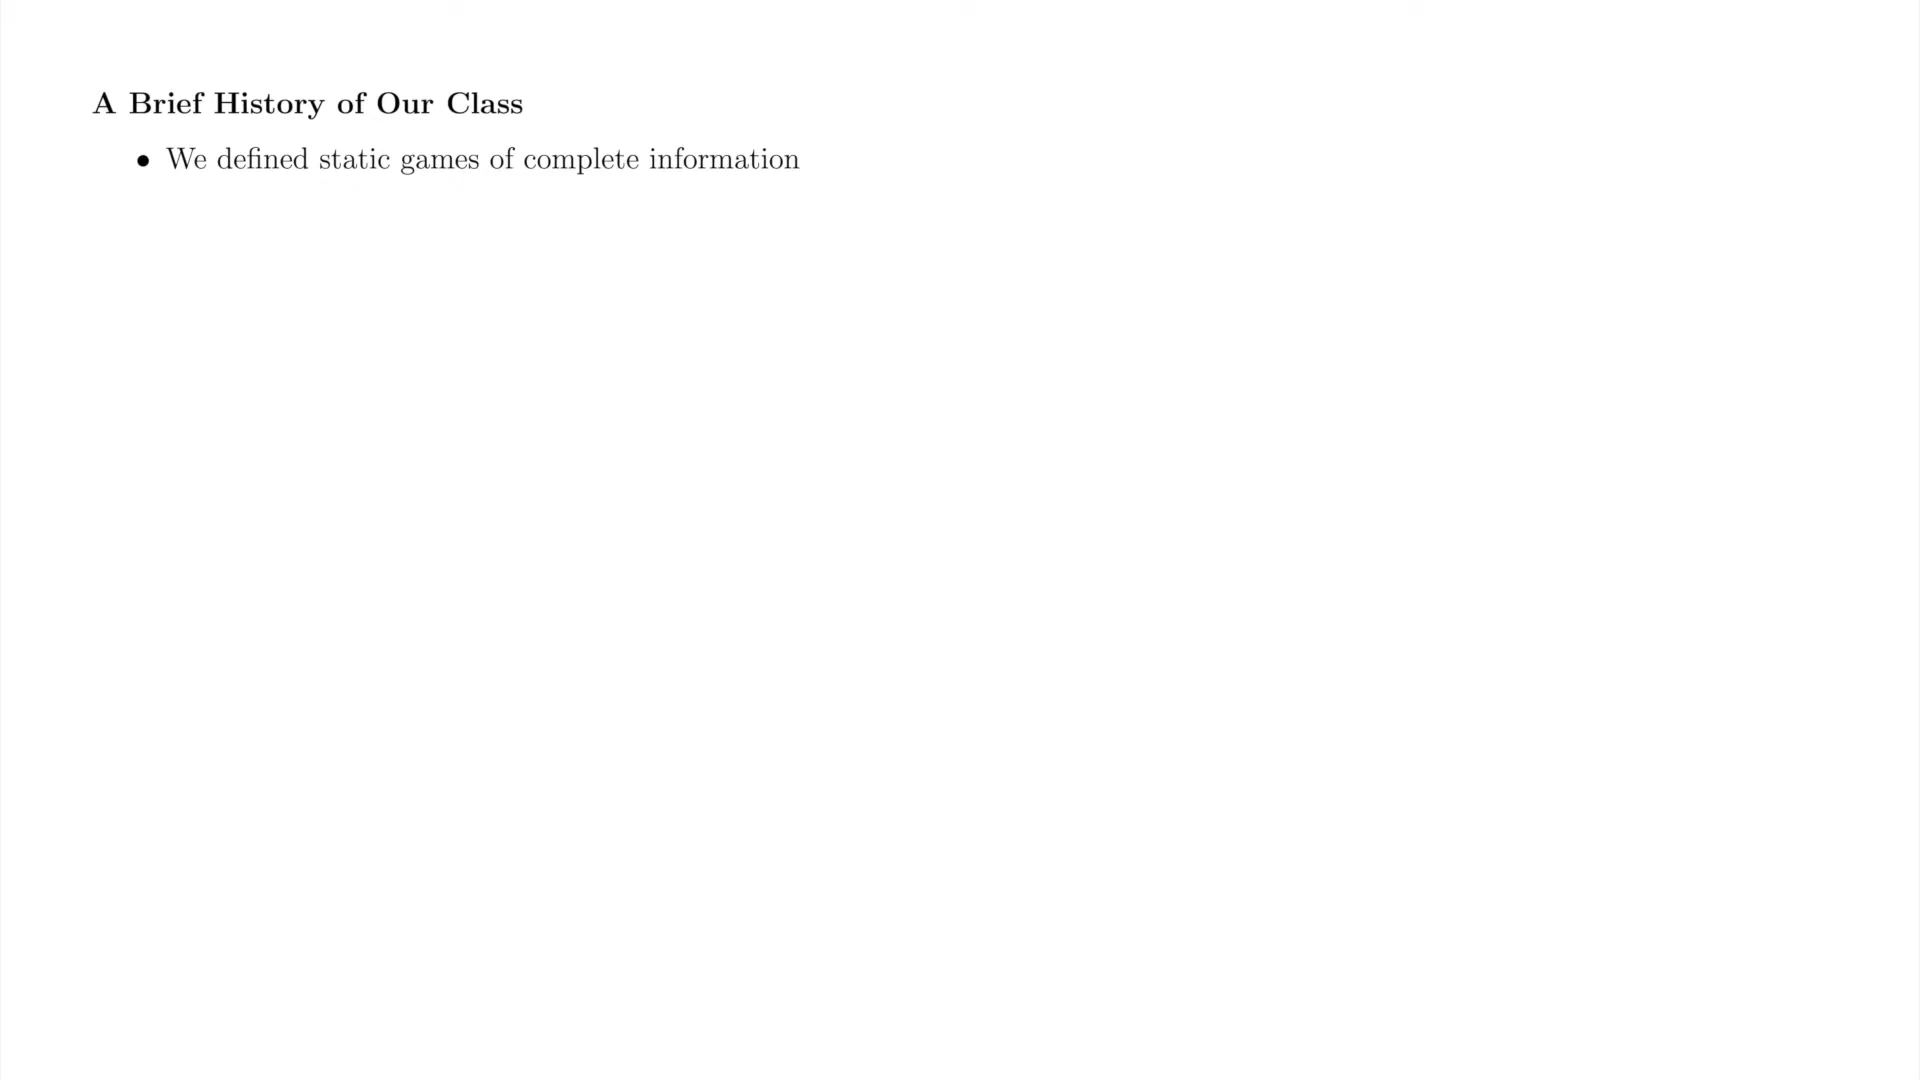 A Brief History of Our Class
• We defined static games of complete information